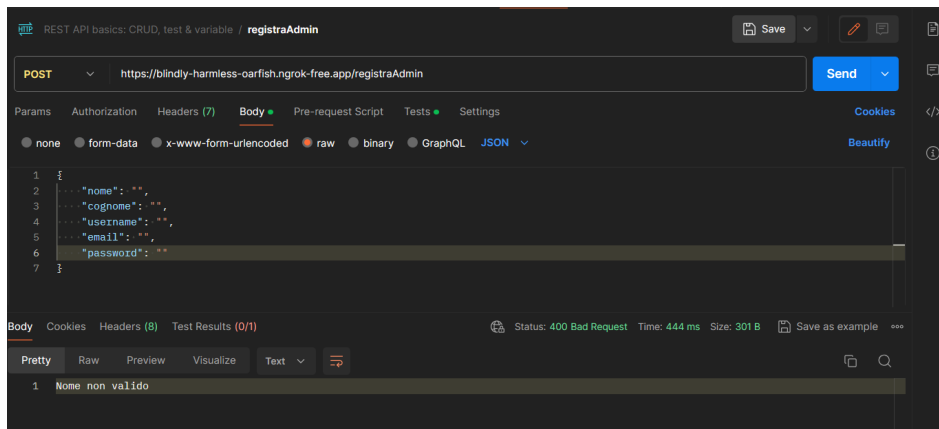 HTTP REST API basics: CRUD, test & variable / registraAdmin Save
POST https://blindly-harmless-oarfish.ngrok-free.app/registraAdmin Send
Params Authorization Headers (7) Body Pre-request Script Tests Settings Cookies
none form-data x-www-form-urlencoded raw binary GraphQL JSON Beautify
1 {
2 ····"nome": "",
3 ····"cognome": "",
4 ····"username": "",
5 ····"email": "",
6 ····"password": ""
7 }
Body Cookies Headers (8) Test Results (0/1) Status: 400 Bad Request Time: 444 ms Size: 301 B Save as example
Pretty Raw Preview Visualize Text
1 Nome non valido